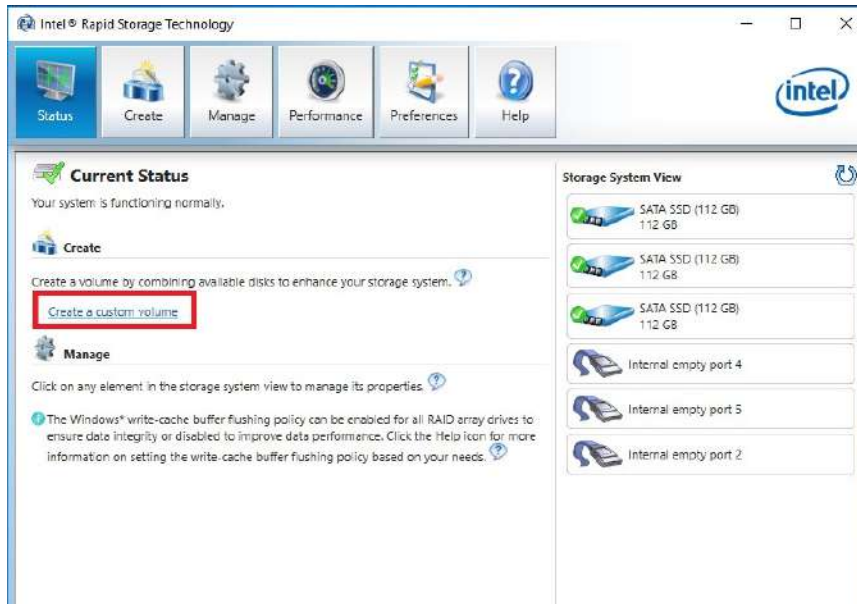 Intel® Rapid Storage Technology
Status
Create
Manage
Performance
Preferences
Help
intel
Current Status
Your system is functioning normally.
Create
Create a volume by combining available disks to enhance your storage system.
Create a custom volume
Manage
Click on any element in the storage system view to manage its properties.
The Windows* write-cache buffer flushing policy can be enabled for all RAID array drives to
ensure data integrity or disabled to improve data performance. Click the Help icon for more
information on setting the write-cache buffer flushing policy based on your needs.
Storage System View
SATA SSD (112 GB)
112 GB
SATA SSD (112 GB)
112 GB
SATA SSD (112 GB)
112 GB
Internal empty port 4
Internal empty port 5
Internal empty port 2